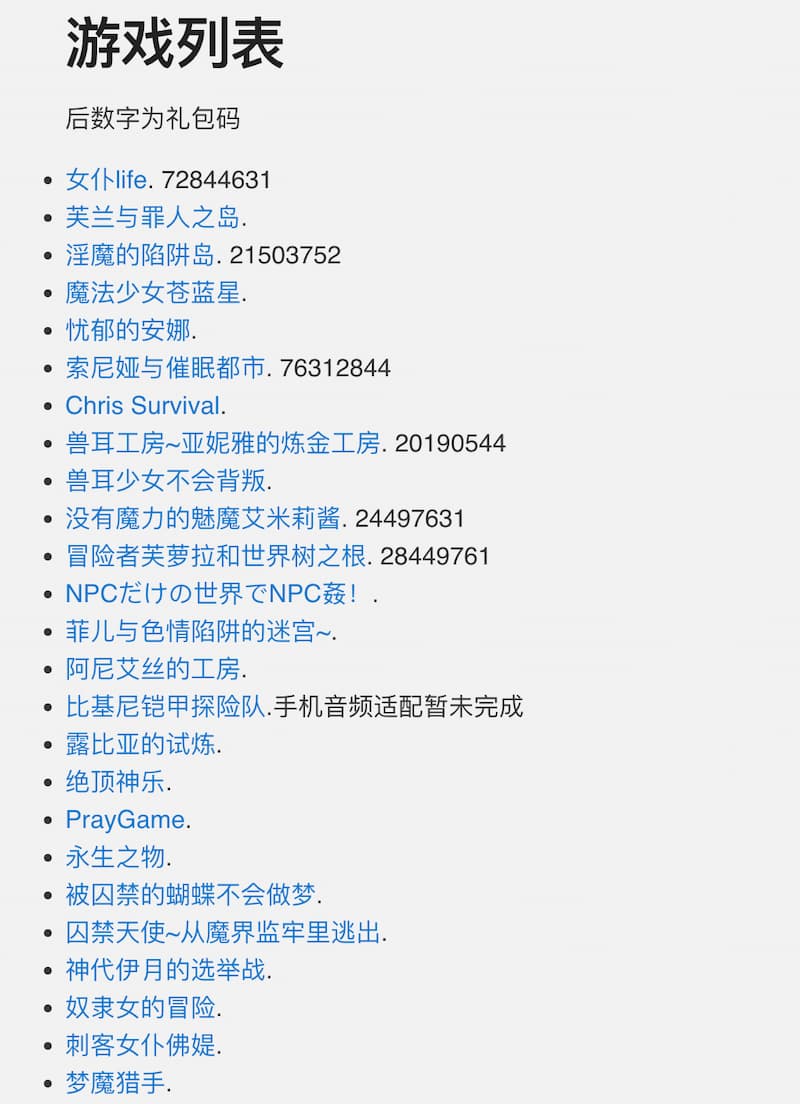 游戏列表
后数字为礼包码
女仆life. 72844631
芙兰与罪人之岛.
淫魔的陷阱岛. 21503752
魔法少女苍蓝星.
忧郁的安娜.
索尼娅与催眠都市. 76312844
Chris Survival.
兽耳工房~亚妮雅的炼金工房. 20190544
兽耳少女不会背叛.
没有魔力的魅魔艾米莉酱. 24497631
冒险者芙萝拉和世界树之根. 28449761
NPCだけの世界でNPC姦！.
菲儿与色情陷阱的迷宫~.
阿尼艾丝的工房.
比基尼铠甲探险队.手机音频适配暂未完成
露比亚的试炼.
绝顶神乐.
PrayGame.
永生之物.
被囚禁的蝴蝶不会做梦.
囚禁天使~从魔界监牢里逃出.
神代伊月的选举战.
奴隶女的冒险.
刺客女仆佛媞.
梦魔猎手.